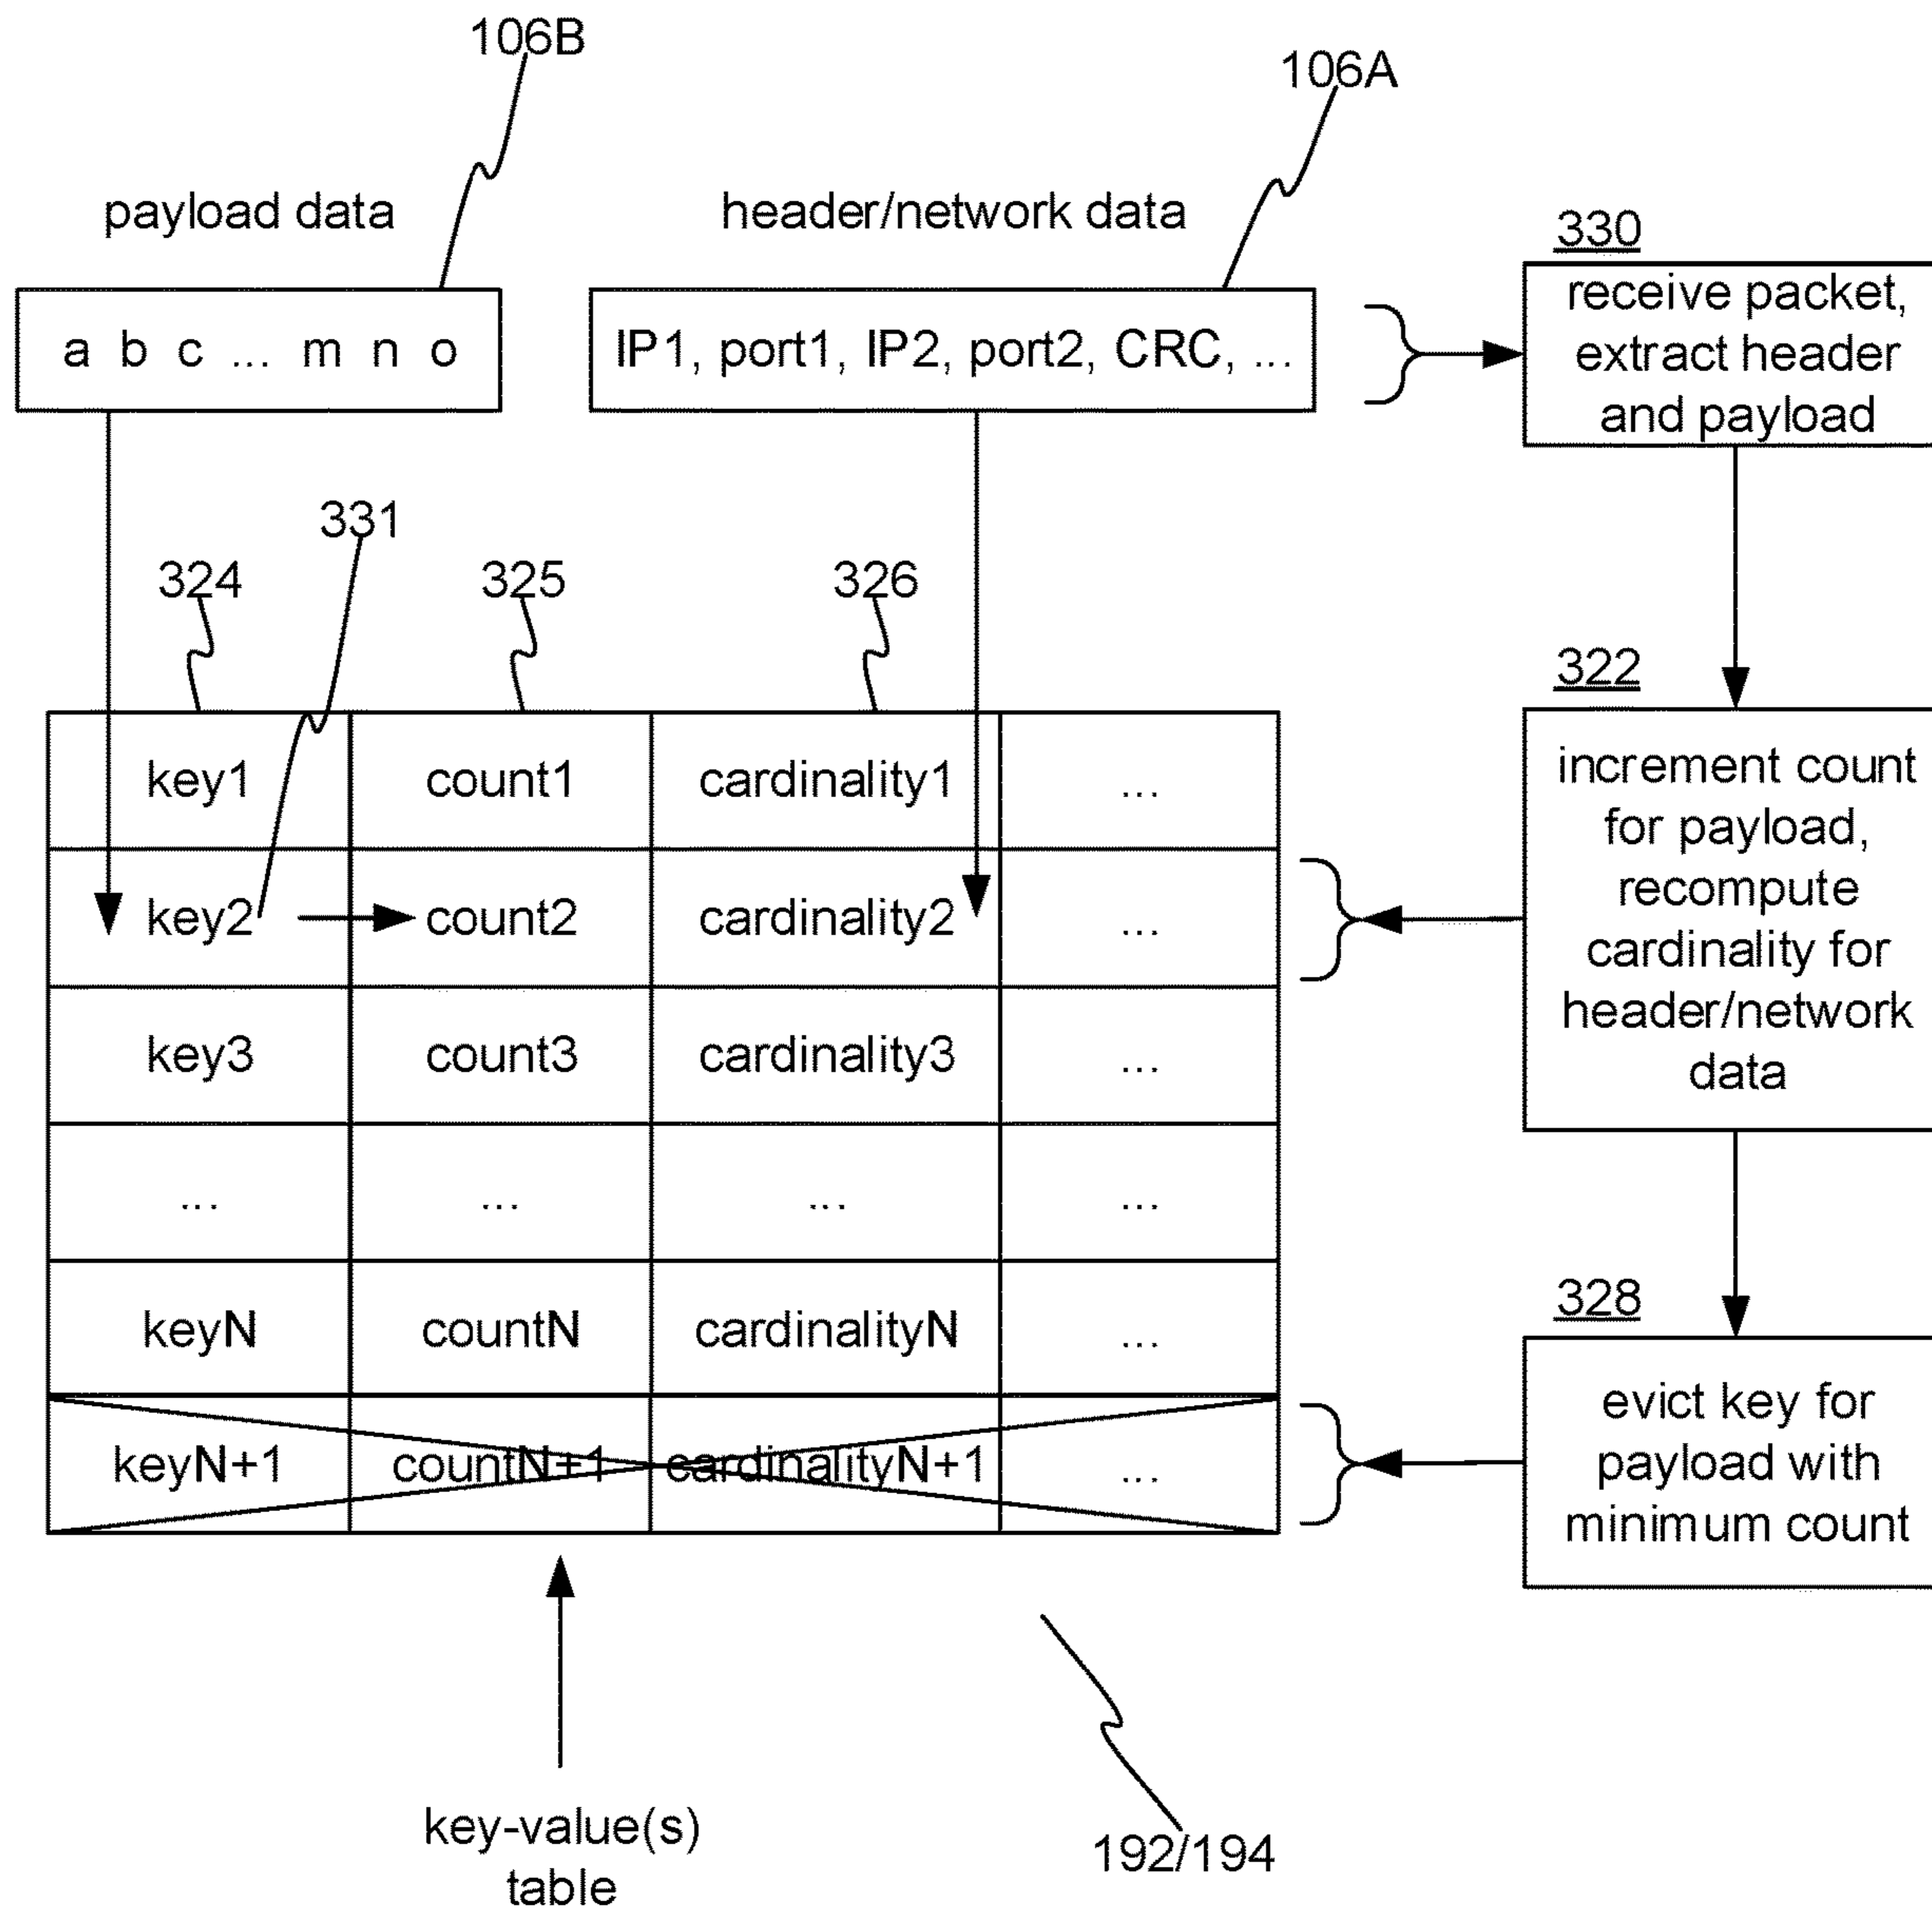 106B
106A
payload data
header/network data
330
a b c ... m n o
IP1, port1, IP2, port2, CRC, ...
receive packet,
extract header
and payload
331
324
325
326
322
key1 count1 cardinality1 ...
key2 count2 cardinality2 ...
key3 count3 cardinality3 ...
... ... ... ...
keyN countN cardinalityN ...
keyN+1 countN+1 cardinalityN+1 ...
increment count
for payload,
recompute
cardinality for
header/network
data
328
evict key for
payload with
minimum count
key-value(s)
table
192/194